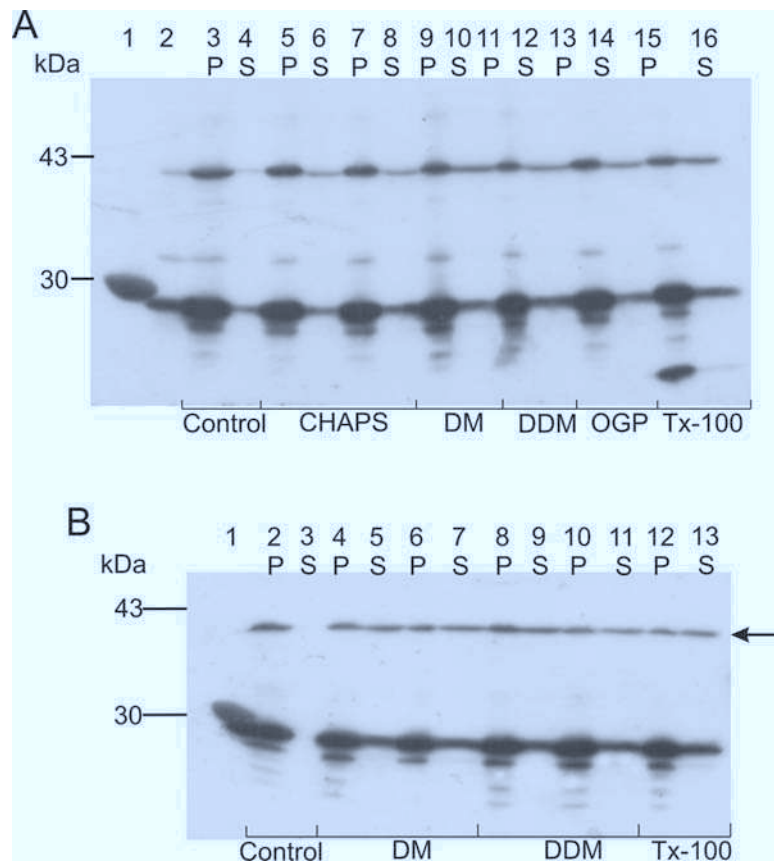 A
1 2 3 4 5 6 7 8 9 10 11 12 13 14 15 16
kDa P S P S P S P S P S P S P S
43
30
Control CHAPS DM DDM OGP Tx-100
B
1 2 3 4 5 6 7 8 9 10 11 12 13
kDa P S P S P S P S P S P S
43
30
Control DM DDM Tx-100